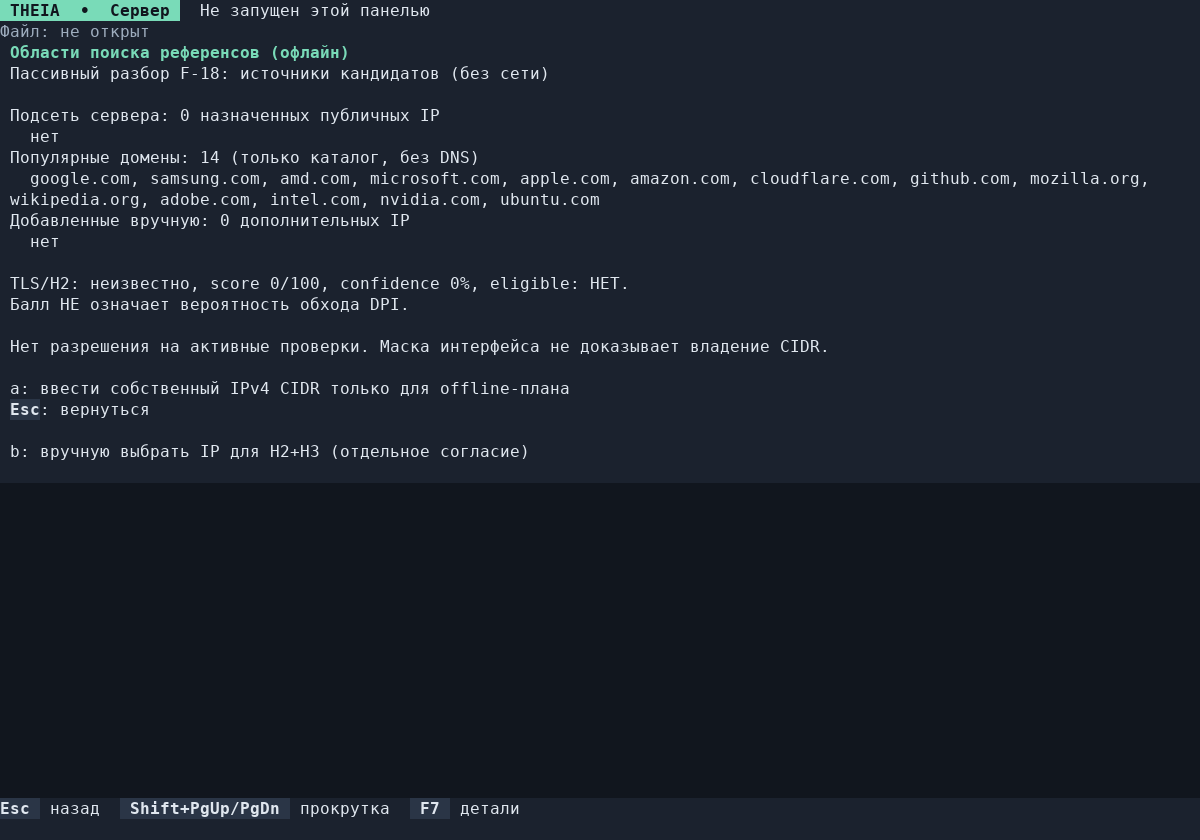 THEIA • Сервер Не запущен этой панелью
Файл: не открыт
Области поиска референсов (офлайн)
Пассивный разбор F-18: источники кандидатов (без сети)
Подсеть сервера: 0 назначенных публичных IP
нет
Популярные домены: 14 (только каталог, без DNS)
google.com, samsung.com, amd.com, microsoft.com, apple.com, amazon.com, cloudflare.com, github.com, mozilla.org,
wikipedia.org, adobe.com, intel.com, nvidia.com, ubuntu.com
Добавленные вручную: 0 дополнительных IP
нет
TLS/H2: неизвестно, score 0/100, confidence 0%, eligible: НЕТ.
Балл НЕ означает вероятность обхода DPI.
Нет разрешения на активные проверки. Маска интерфейса не доказывает владение CIDR.
a: ввести собственный IPv4 CIDR только для offline-плана
Esc: вернуться
b: вручную выбрать IP для H2+H3 (отдельное согласие)
Esc назад Shift+PgUp/PgDn прокрутка F7 детали